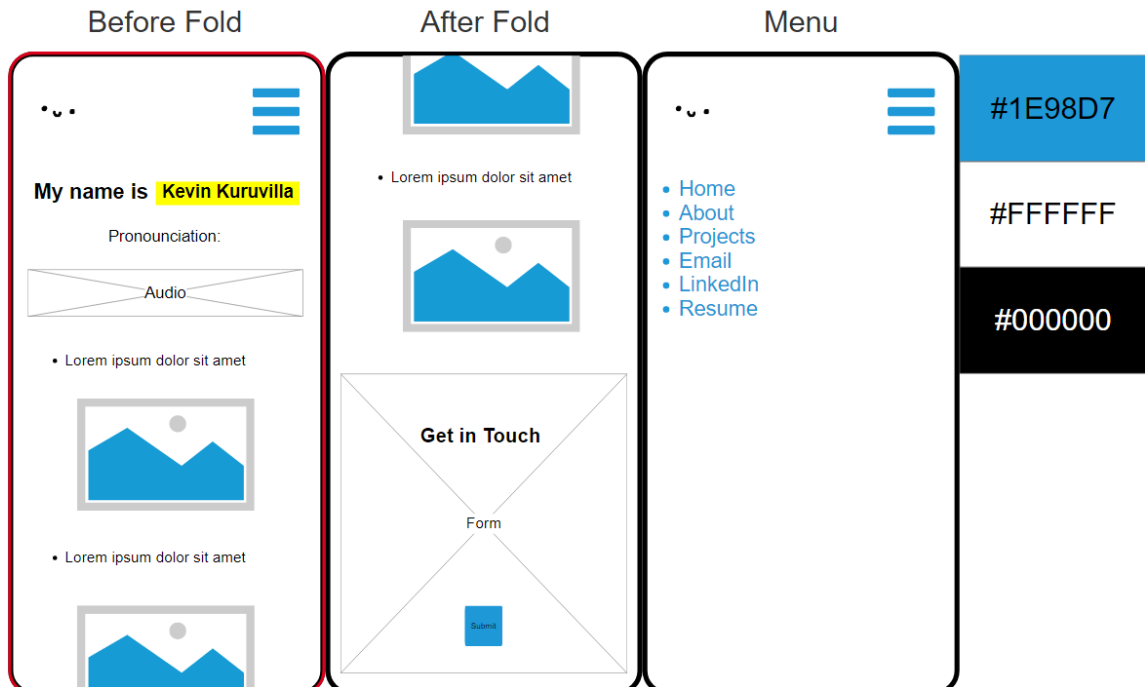 Before Fold
My name is Kevin Kuruvilla
Pronounciation:
Audio
Lorem ipsum dolor sit amet
Lorem ipsum dolor sit amet
After Fold
Lorem ipsum dolor sit amet
Get in Touch
Form
Submit
Menu
Home
About
Projects
Email
LinkedIn
Resume
#1E98D7
#FFFFFF
#000000